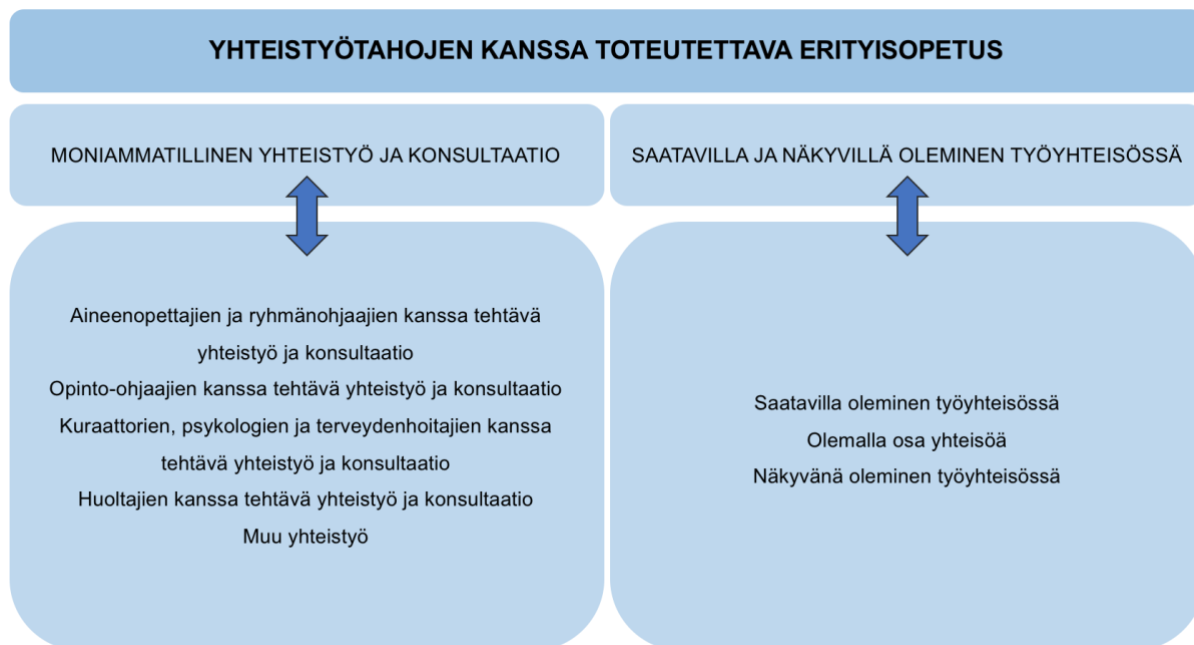 YHTEISTYÖTAHOJEN KANSSA TOTEUTETTAVA ERITYISOPETUS
MONIAMMATILLINEN YHTEISTYÖ JA KONSULTAATIO
Aineenopettajien ja ryhmänohjaajien kanssa tehtävä
yhteistyö ja konsultaatio
Opinto-ohjaajien kanssa tehtävä yhteistyö ja konsultaatio
Kuraattorien, psykologien ja terveydenhoitajien kanssa
tehtävä yhteistyö ja konsultaatio
Huoltajien kanssa tehtävä yhteistyö ja konsultaatio
Muu yhteistyö
SAATAVILLA JA NÄKYVILLÄ OLEMINEN TYÖYHTEISÖSSÄ
Saatavilla oleminen työyhteisössä
Olemalla osa yhteisöä
Näkyvänä oleminen työyhteisössä